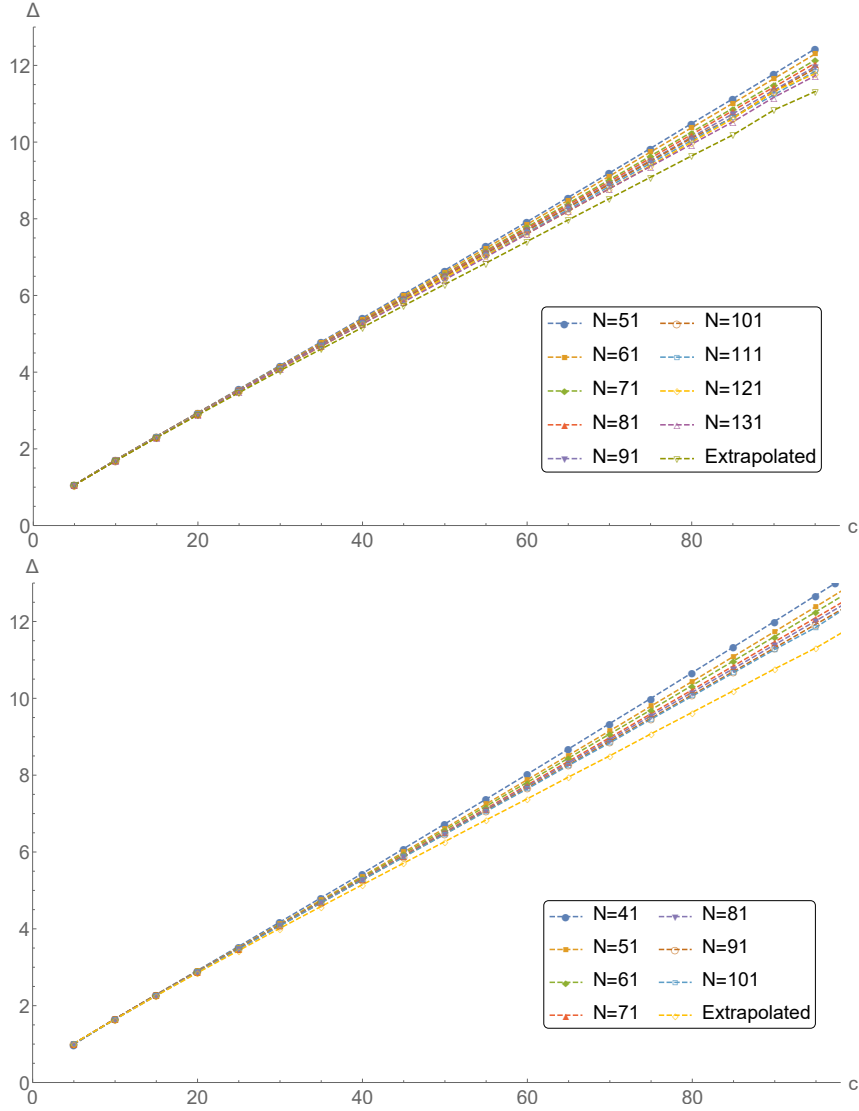 Δ
12
10
8
6
4
2
0
N=51 N=101
N=61 N=111
N=71 N=121
N=81 N=131
N=91 Extrapolated
0 20 40 60 80 c
Δ
12
10
8
6
4
2
0
N=41 N=81
N=51 N=91
N=61 N=101
N=71 Extrapolated
0 20 40 60 80 c